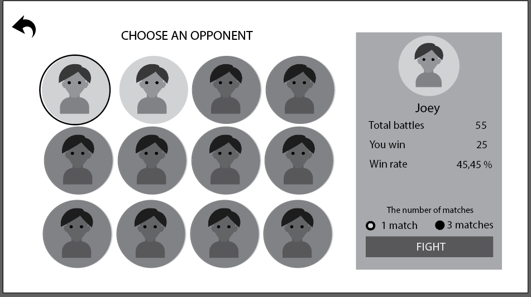 CHOOSE AN OPPONENT
Joey
Total battles 55
You win 25
Win rate 45,45 %
The number of matches
1 match 3 matches
FIGHT